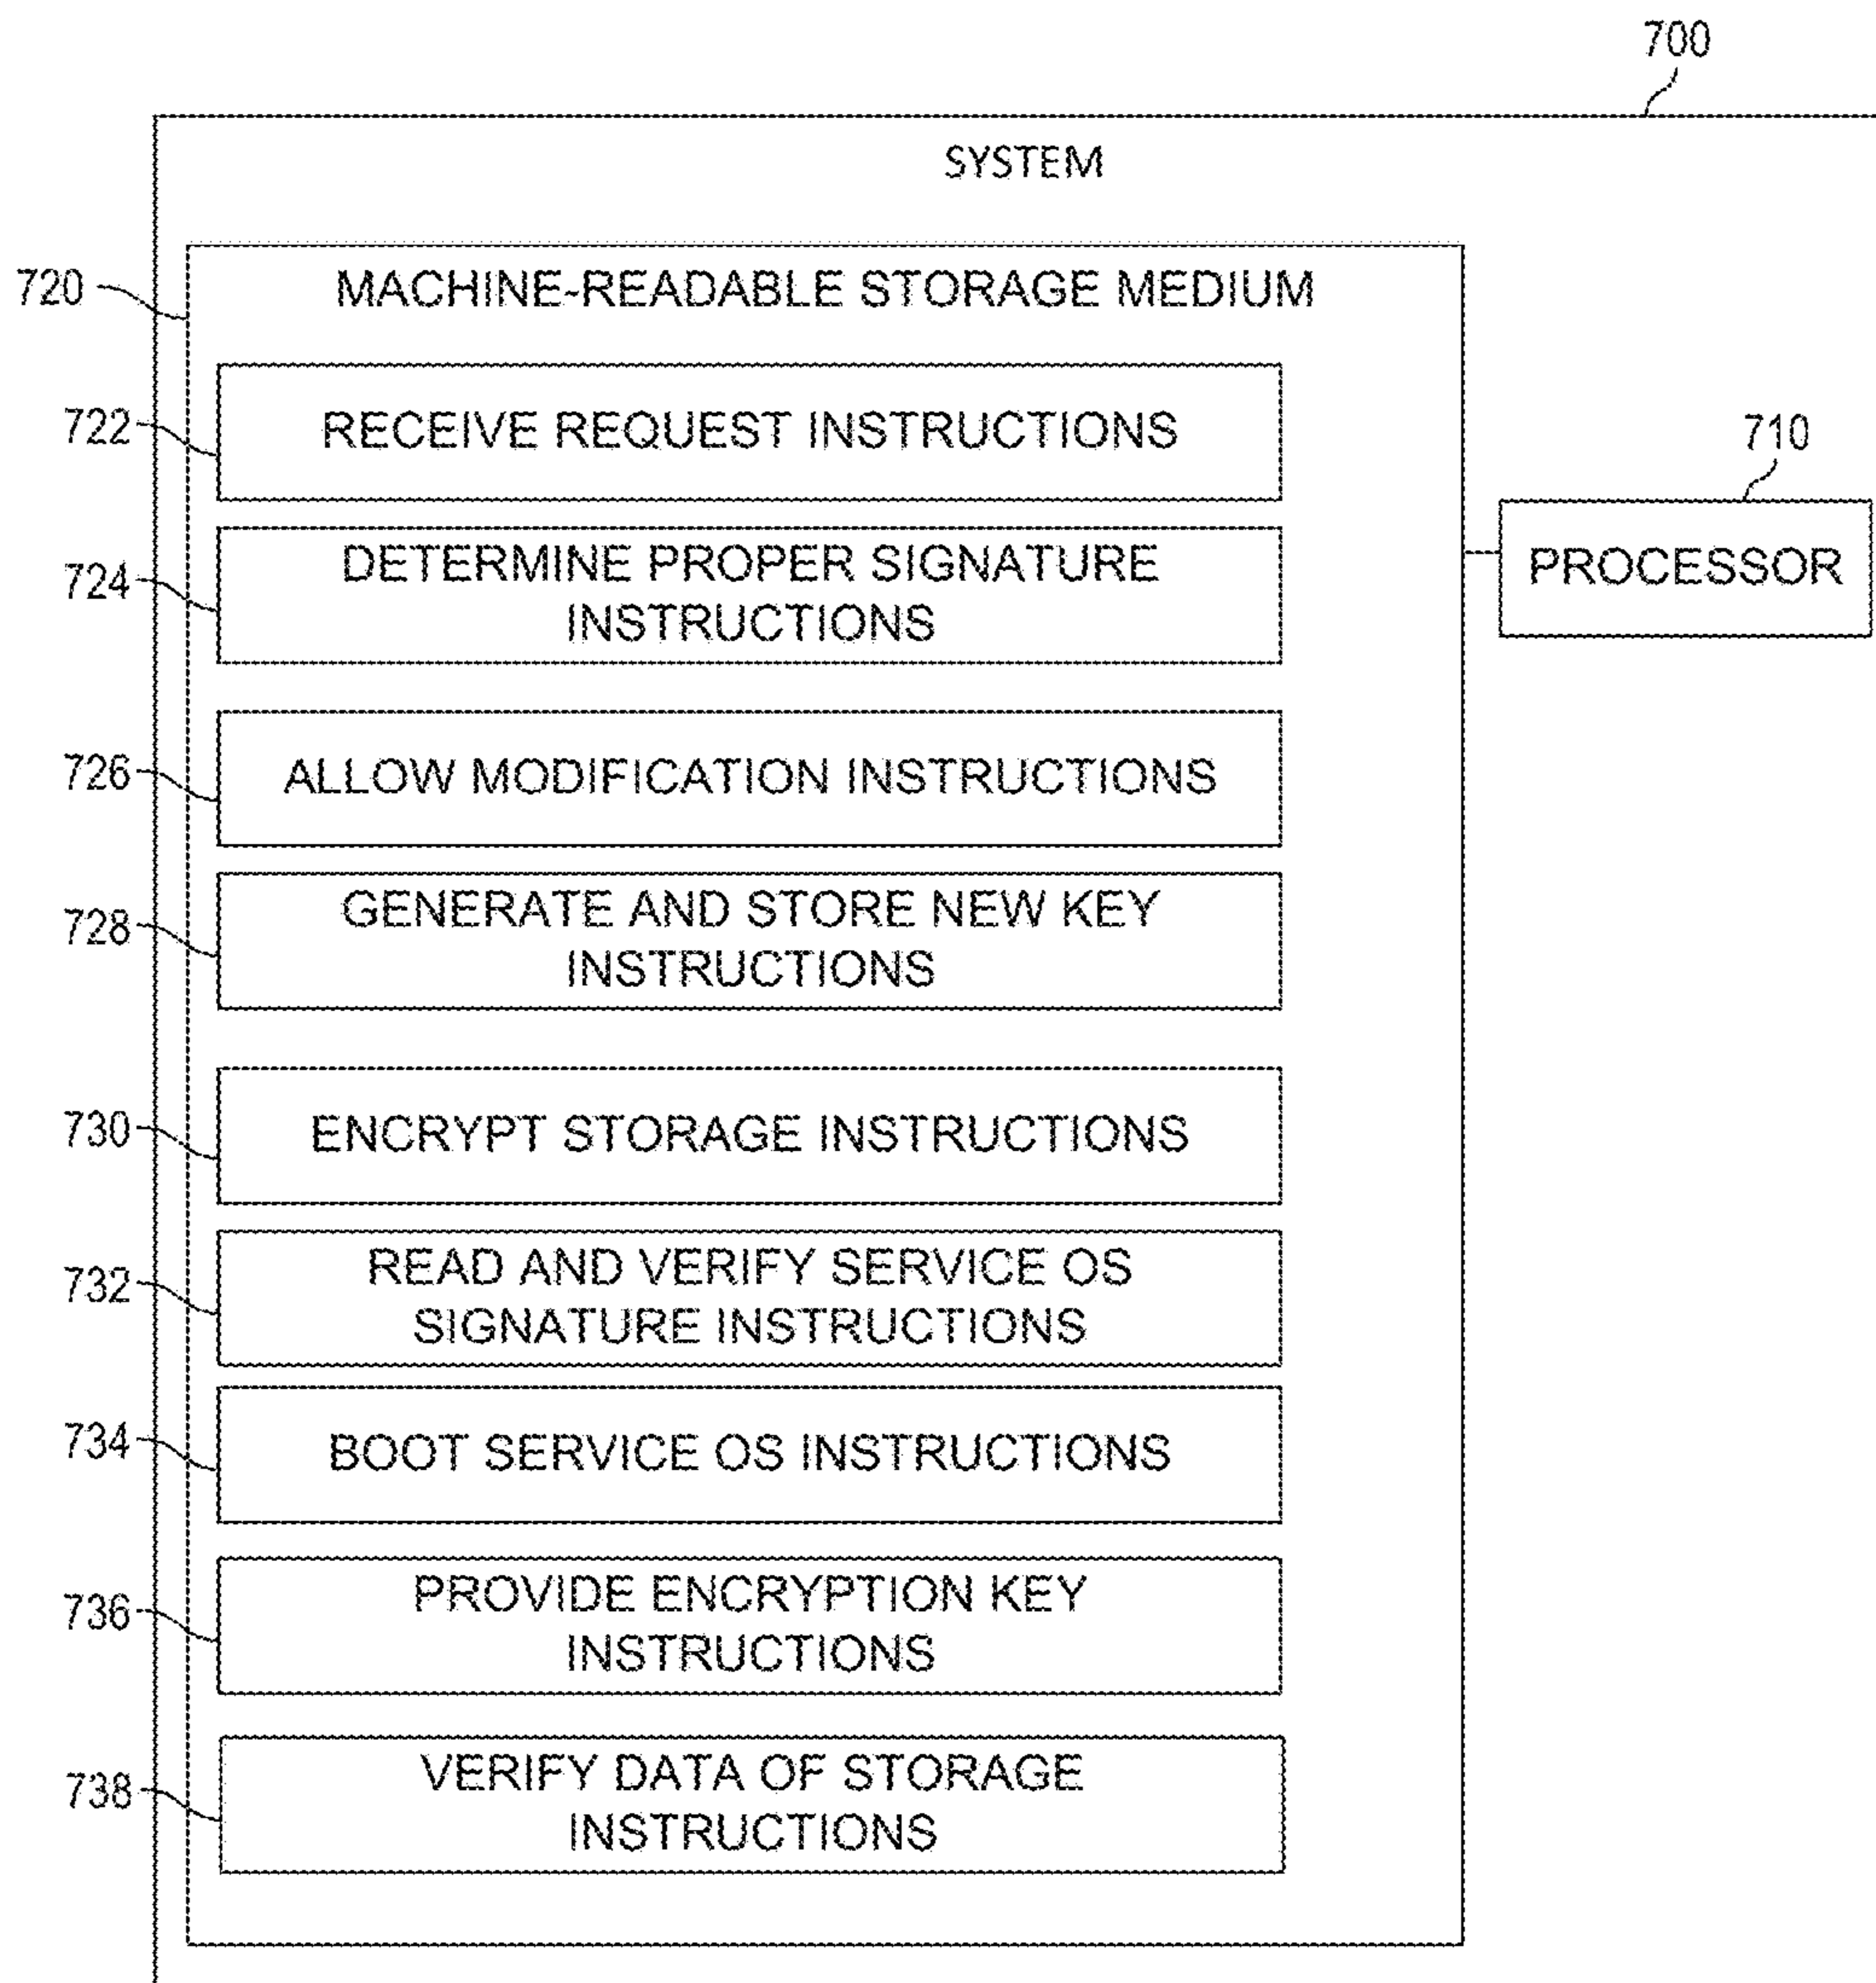 700
SYSTEM
720
MACHINE-READABLE STORAGE MEDIUM
722
RECEIVE REQUEST INSTRUCTIONS
710
PROCESSOR
724
DETERMINE PROPER SIGNATURE
INSTRUCTIONS
726
ALLOW MODIFICATION INSTRUCTIONS
728
GENERATE AND STORE NEW KEY
INSTRUCTIONS
730
ENCRYPT STORAGE INSTRUCTIONS
732
READ AND VERIFY SERVICE OS
SIGNATURE INSTRUCTIONS
734
BOOT SERVICE OS INSTRUCTIONS
736
PROVIDE ENCRYPTION KEY
INSTRUCTIONS
738
VERIFY DATA OF STORAGE
INSTRUCTIONS